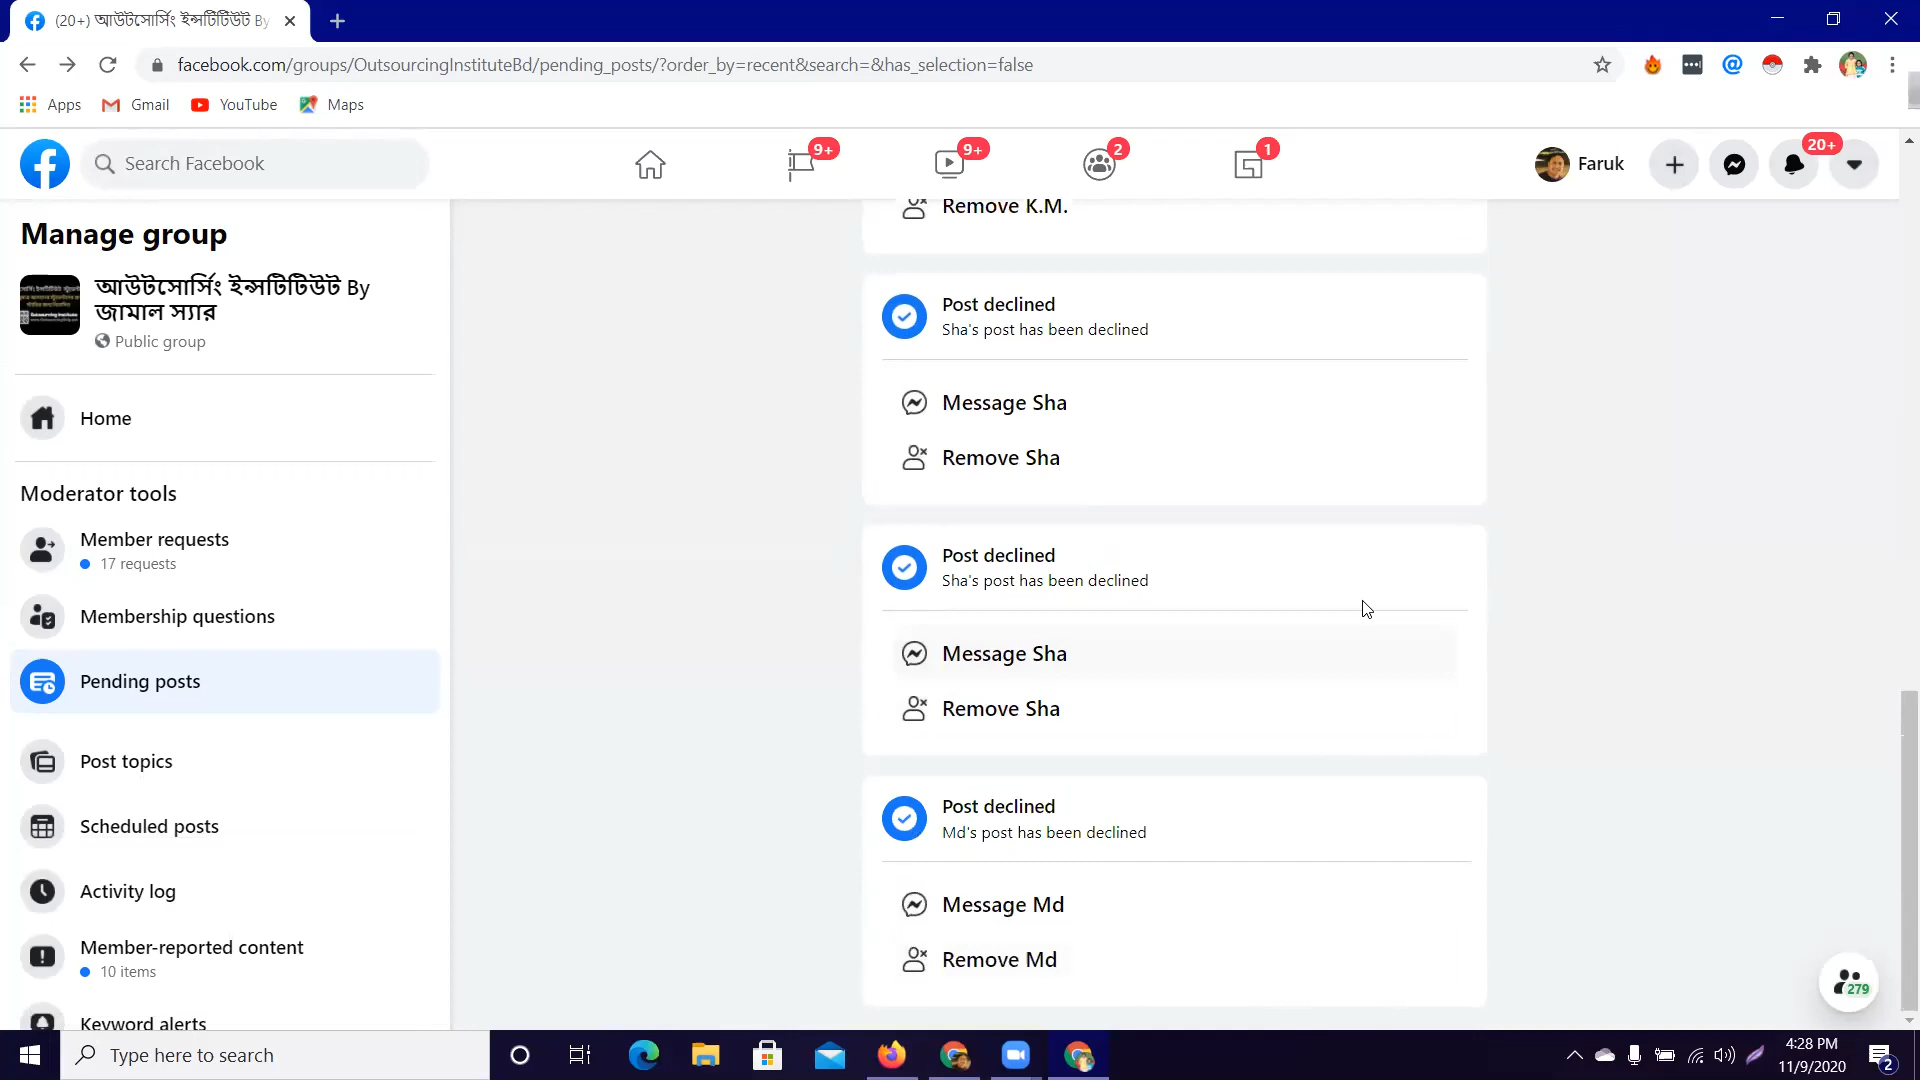 (20+) আউটসোর্সিং ইন্সটিটিউট By
facebook.com/groups/OutsourcingInstituteBd/pending_posts/?order_by=recent&search=&has_selection=false
Apps
Gmail
YouTube
Maps
Search Facebook
9+
9+
2
1
Faruk
20+
Manage group
আউটসোর্সিং ইন্সটিটিউট By
জামাল স্যার
Public group
Home
Moderator tools
Member requests
17 requests
Membership questions
Pending posts
Post topics
Scheduled posts
Activity log
Member-reported content
10 items
Keyword alerts
Remove K.M.
Post declined
Sha's post has been declined
Message Sha
Remove Sha
Post declined
Sha's post has been declined
Message Sha
Remove Sha
Post declined
Md's post has been declined
Message Md
Remove Md
279
Type here to search
4:28 PM
11/9/2020
2